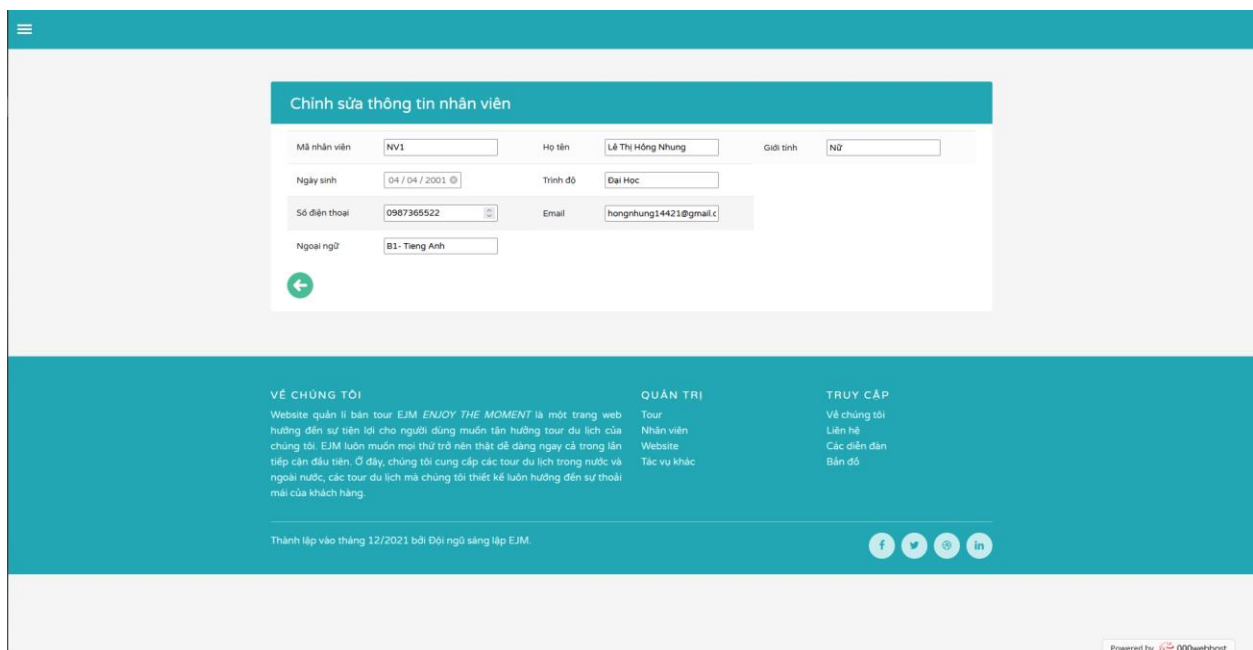 Chỉnh sửa thông tin nhân viên
Mã nhân viên NV1 Họ tên Lê Thị Hồng Nhung Giới tính Nữ
Ngày sinh 04 / 04 / 2001 Trình độ Đại Học
Số điện thoại 0987365522 Email hongnhung14421@gmail.c
Ngoại ngữ B1- Tieng Anh
VỀ CHÚNG TÔI
Website quản lí bán tour EJM ENJOY THE MOMENT là một trang web
hướng đến sự tiện lợi cho người dùng muốn tận hưởng tour du lịch của
chúng tôi. EJM luôn muốn mọi thứ trở nên thật dễ dàng ngay cả trong lần
tiếp cận đầu tiên. Ở đây, chúng tôi cung cấp các tour du lịch trong nước và
ngoài nước, các tour du lịch mà chúng tôi thiết kế luôn hướng đến sự thoải
mái của khách hàng.
QUẢN TRỊ
Tour
Nhân viên
Website
Tác vụ khác
TRUY CẬP
Về chúng tôi
Liên hệ
Các diễn đàn
Bản đồ
Thành lập vào tháng 12/2021 bởi Đội ngũ sáng lập EJM.
Powered by 000webhost